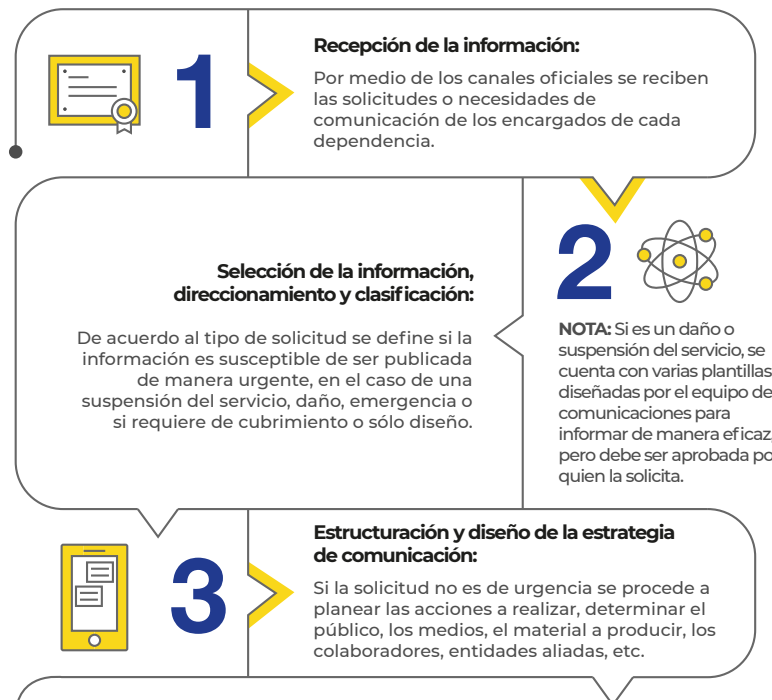 1
Recepción de la información:
Por medio de los canales oficiales se reciben
las solicitudes o necesidades de
comunicación de los encargados de cada
dependencia.
Selección de la información,
direccionamiento y clasificación:
De acuerdo al tipo de solicitud se define si la
información es susceptible de ser publicada
de manera urgente, en el caso de una
suspensión del servicio, daño, emergencia o
si requiere de cubrimiento o sólo diseño.
2
NOTA: Si es un daño o
suspensión del servicio, se
cuenta con varias plantillas
diseñadas por el equipo de
comunicaciones para
informar de manera eficaz,
pero debe ser aprobada po
quien la solicita.
3
Estructuración y diseño de la estrategia
de comunicación:
Si la solicitud no es de urgencia se procede a
planear las acciones a realizar, determinar el
público, los medios, el material a producir, los
colaboradores, entidades aliadas, etc.